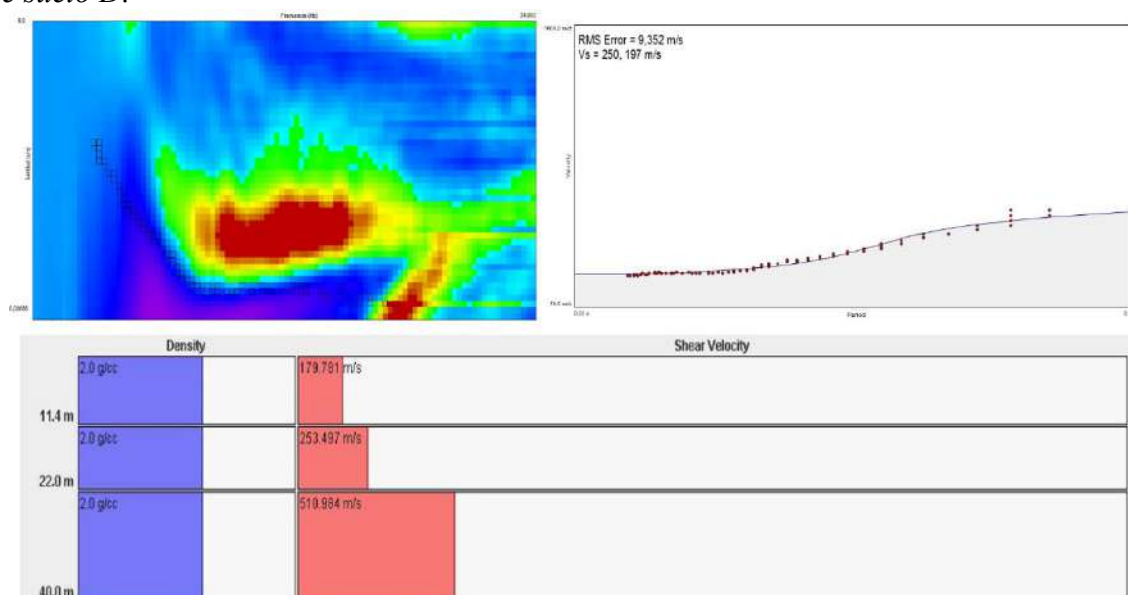 suelo D.
RMS Error = 9,352 m/s
Vs = 250, 197 m/s
Period
Density
Shear Velocity
2.0 g/cc
179.781 m/s
11.4 m
2.0 g/cc
253.497 m/s
22.0 m
2.0 g/cc
510.984 m/s
40.0 m